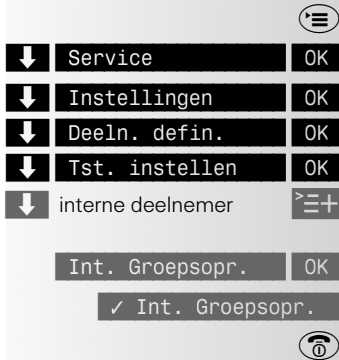 Service OK
Instellingen OK
Deeln. defin. OK
Tst. instellen OK
interne deelnemer
Int. Groepsopr. OK
✓ Int. Groepsopr.